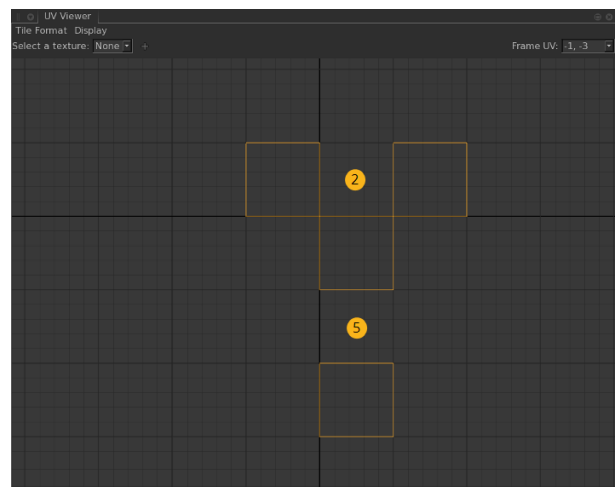 UV Viewer
Tile Format Display
Select a texture: None Frame UV: -1, -3
2
5